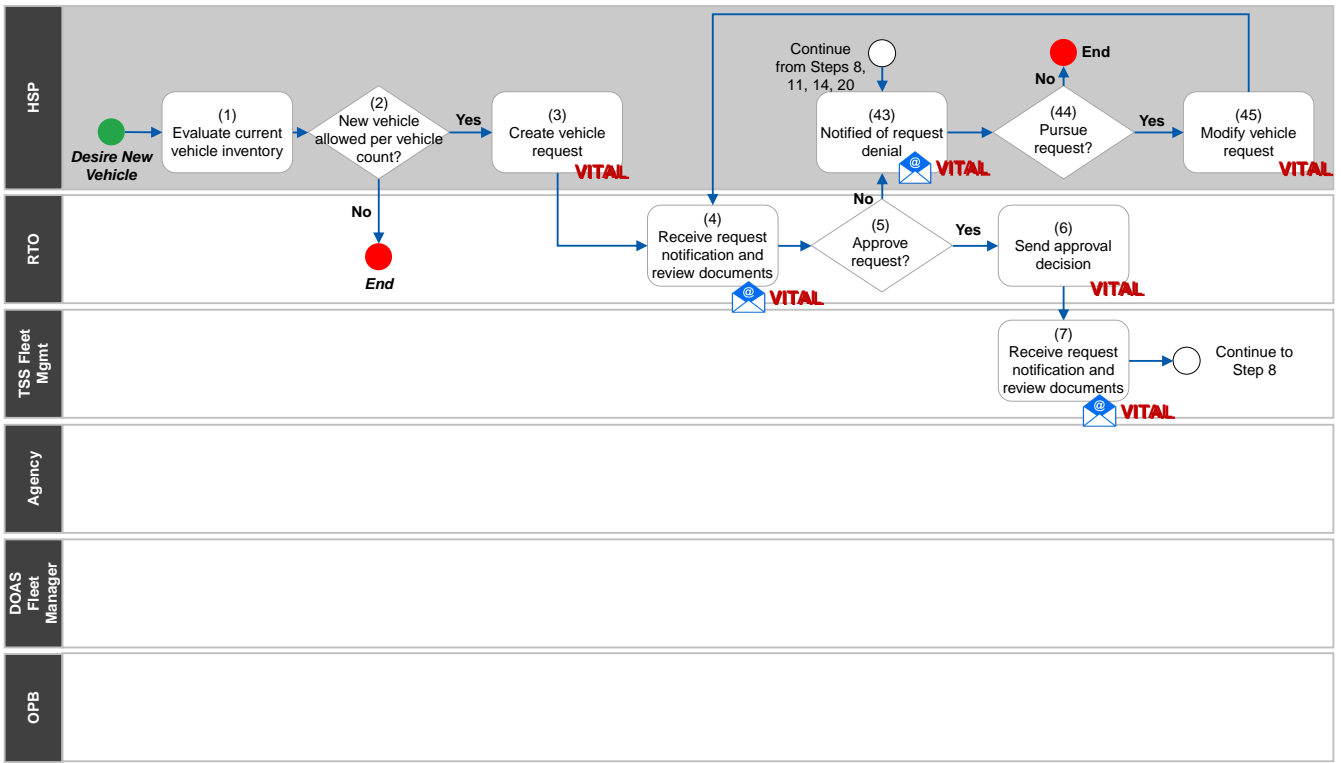 HSP
Desire New
Vehicle
(1)
Evaluate current
vehicle inventory
(2)
New vehicle
allowed per vehicle
count?
Yes
No
End
(3)
Create vehicle
request
VITAL
Continue
from Steps 8,
11, 14, 20
(43)
Notified of request
denial
@
VITAL
(44)
Pursue
request?
No
End
Yes
(45)
Modify vehicle
request
VITAL
RTO
(4)
Receive request
notification and
review documents
@
VITAL
(5)
Approve
request?
No
Yes
(6)
Send approval
decision
VITAL
TSS Fleet
Mgmt
(7)
Receive request
notification and
review documents
@
VITAL
Continue to
Step 8
Agency
DOAS
Fleet
Manager
OPB